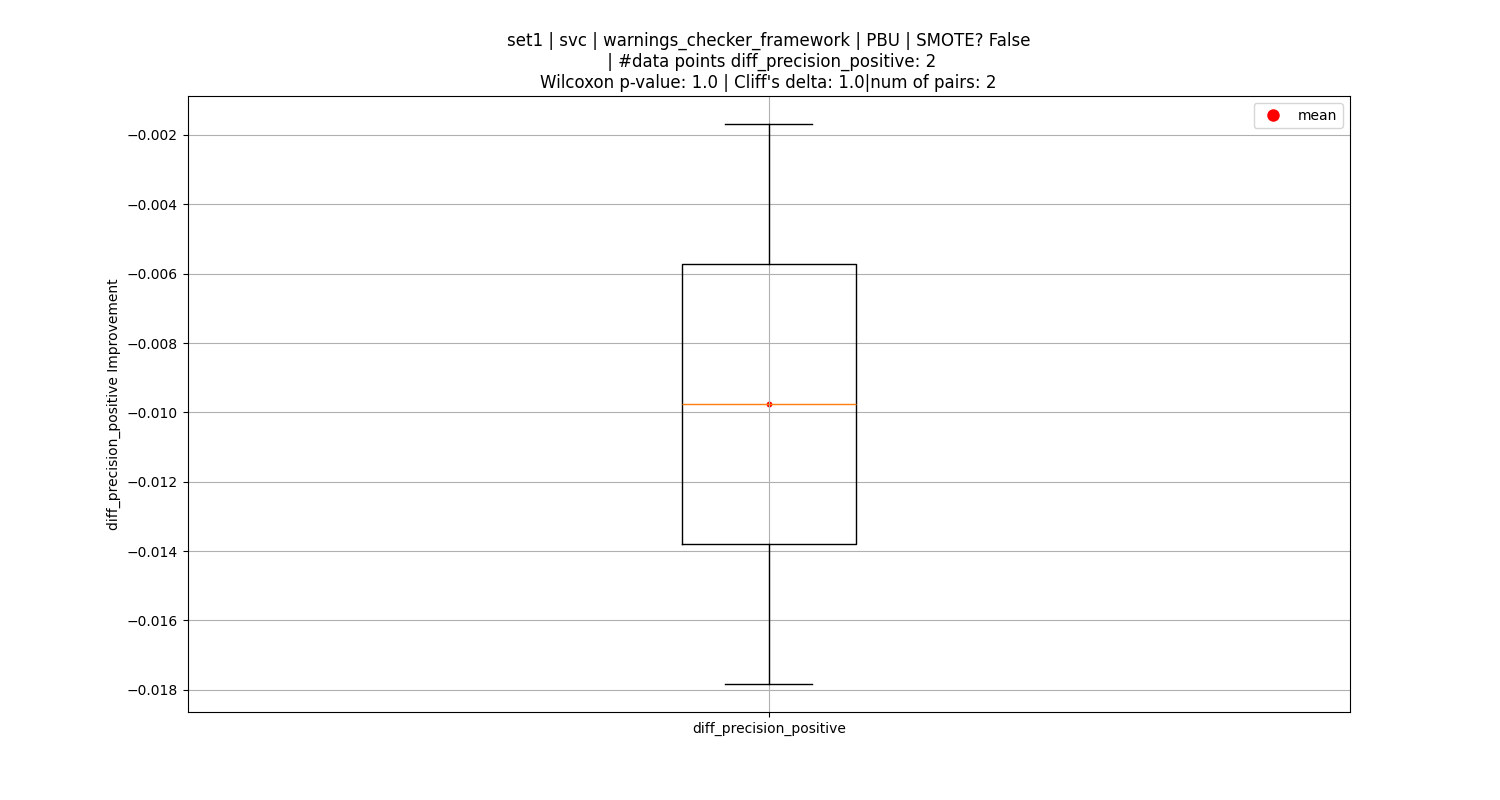 set1 | svc | warnings_checker_framework | PBU | SMOTE? False
| #data points diff_precision_positive: 2
Wilcoxon p-value: 1.0 | Cliff's delta: 1.0|num of pairs: 2
mean
−0.002
−0.004
−0.006
−0.008
−0.010
−0.012
−0.014
−0.016
−0.018
diff_precision_positive Improvement
diff_precision_positive